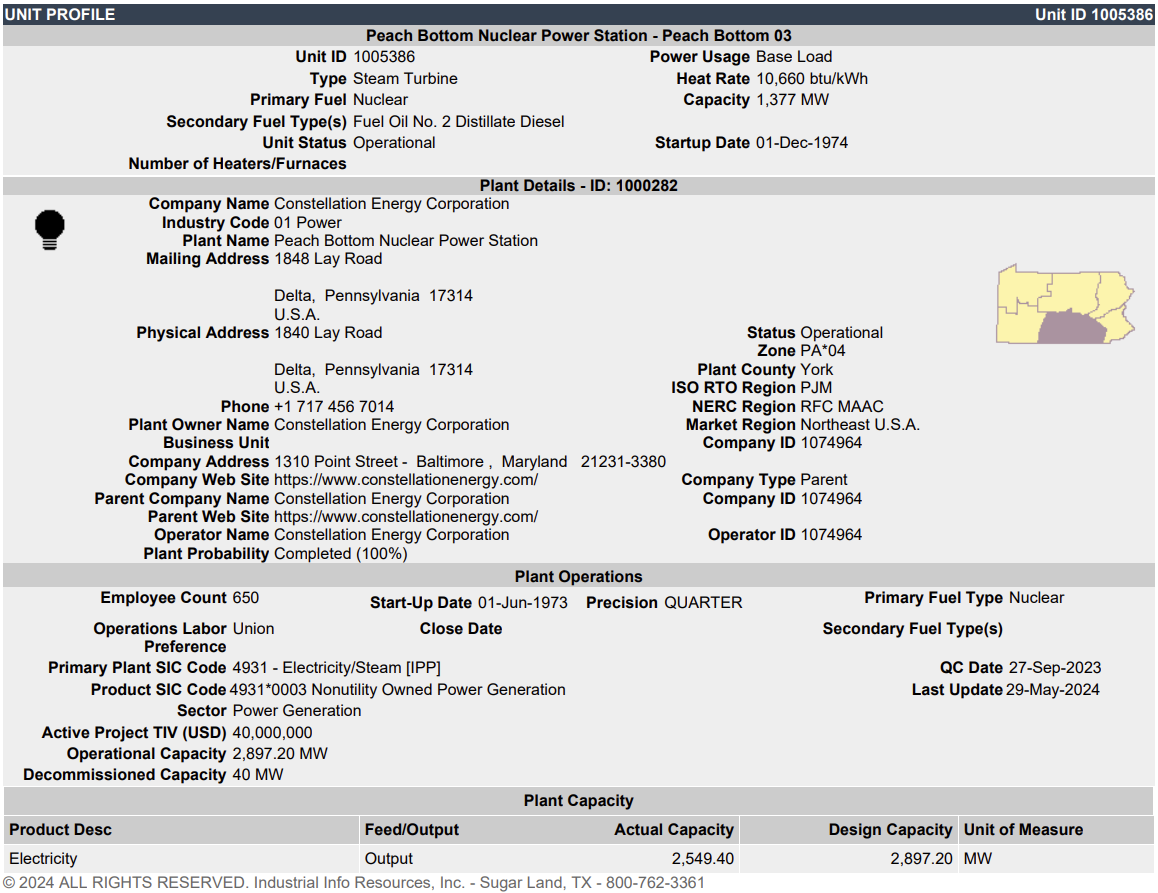 UNIT PROFILE Unit ID 1005386
Peach Bottom Nuclear Power Station - Peach Bottom 03
Unit ID 1005386 Power Usage Base Load
Type Steam Turbine Heat Rate 10,660 btu/kWh
Primary Fuel Nuclear Capacity 1,377 MW
Secondary Fuel Type(s) Fuel Oil No. 2 Distillate Diesel
Unit Status Operational Startup Date 01-Dec-1974
Number of Heaters/Furnaces
Plant Details - ID: 1000282
Company Name Constellation Energy Corporation
Industry Code 01 Power
Plant Name Peach Bottom Nuclear Power Station
Mailing Address 1848 Lay Road
Delta, Pennsylvania 17314
U.S.A.
Physical Address 1840 Lay Road Status Operational
Zone PA*04
Delta, Pennsylvania 17314 Plant County York
U.S.A. ISO RTO Region PJM
Phone +1 717 456 7014 NERC Region RFC MAAC
Plant Owner Name Constellation Energy Corporation Market Region Northeast U.S.A.
Business Unit Company ID 1074964
Company Address 1310 Point Street - Baltimore , Maryland 21231-3380
Company Web Site https://www.constellationenergy.com/ Company Type Parent
Parent Company Name Constellation Energy Corporation Company ID 1074964
Parent Web Site https://www.constellationenergy.com/
Operator Name Constellation Energy Corporation Operator ID 1074964
Plant Probability Completed (100%)
Plant Operations
Employee Count 650 Start-Up Date 01-Jun-1973 Precision QUARTER Primary Fuel Type Nuclear
Operations Labor Union Close Date Secondary Fuel Type(s)
Preference
Primary Plant SIC Code 4931 - Electricity/Steam [IPP] QC Date 27-Sep-2023
Product SIC Code 4931*0003 Nonutility Owned Power Generation Last Update 29-May-2024
Sector Power Generation
Active Project TIV (USD) 40,000,000
Operational Capacity 2,897.20 MW
Decommissioned Capacity 40 MW
Plant Capacity
Product Desc Feed/Output Actual Capacity Design Capacity Unit of Measure
Electricity Output 2,549.40 2,897.20 MW
© 2024 ALL RIGHTS RESERVED. Industrial Info Resources, Inc. - Sugar Land, TX - 800-762-3361